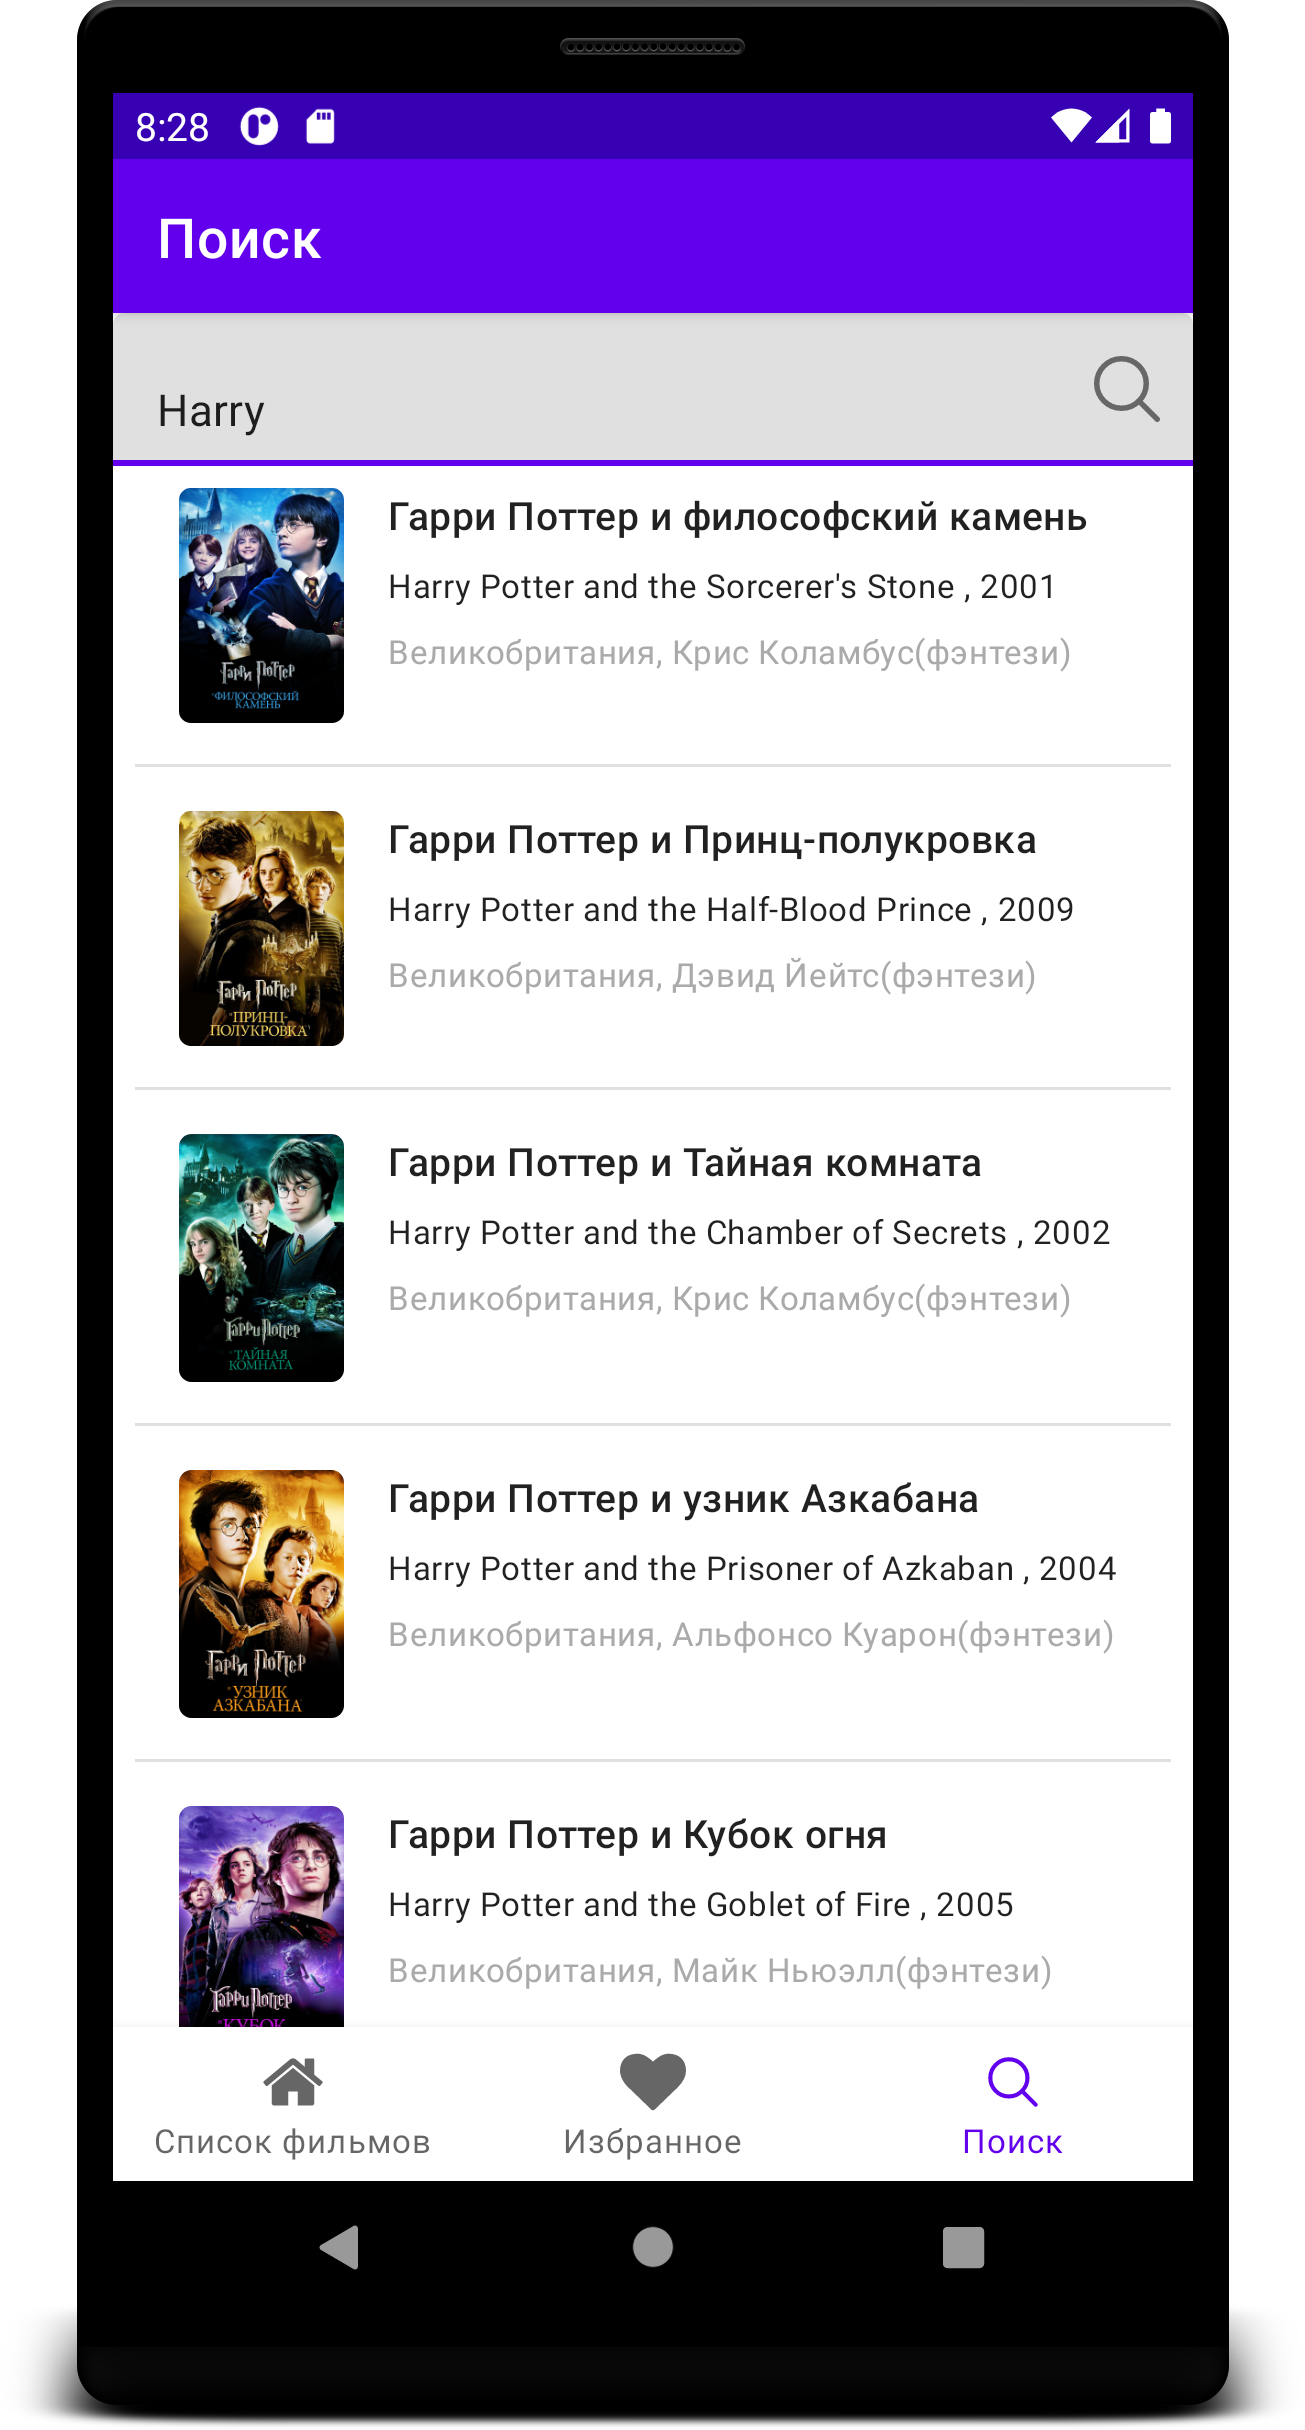 8:28
Поиск
Harry
Гарри Поттер и философский камень
Harry Potter and the Sorcerer's Stone , 2001
Великобритания, Крис Коламбус(фэнтези)
Гарри Поттер
ФИЛОСОФСКИЙ
КАМЕНЬ
Гарри Поттер и Принц-полукровка
Harry Potter and the Half-Blood Prince , 2009
Великобритания, Дэвид Йейтс(фэнтези)
Гарри Поттер
ПРИНЦ-
ПОЛУКРОВКА
Гарри Поттер и Тайная комната
Harry Potter and the Chamber of Secrets , 2002
Великобритания, Крис Коламбус(фэнтези)
Гарри Поттер
ТАЙНАЯ
КОМНАТА
Гарри Поттер и узник Азкабана
Harry Potter and the Prisoner of Azkaban , 2004
Великобритания, Альфонсо Куарон(фэнтези)
Гарри Поттер
УЗНИК
АЗКАБАНА
Гарри Поттер и Кубок огня
Harry Potter and the Goblet of Fire , 2005
Великобритания, Майк Ньюэлл(фэнтези)
Гарри Поттер
КУБОК
Список фильмов
Избранное
Поиск